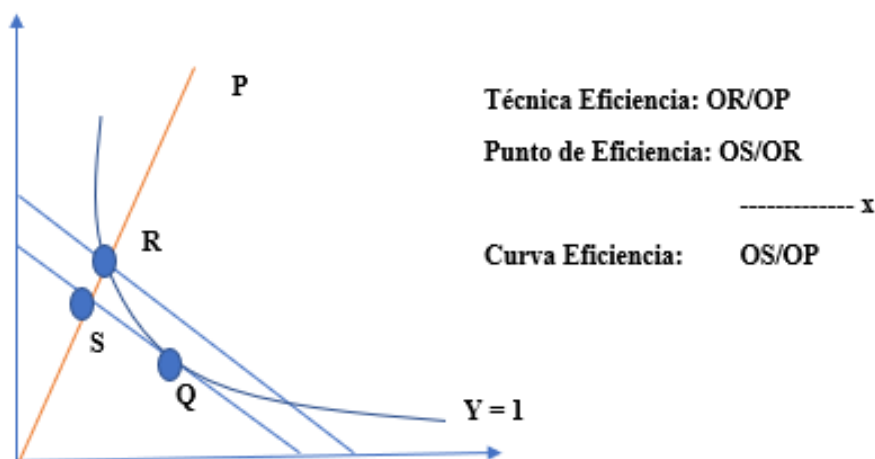 P
Técnica Eficiencia: OR/OP
Punto de Eficiencia: OS/OR
------------- x
R
Curva Eficiencia: OS/OP
S
Q
Y = 1